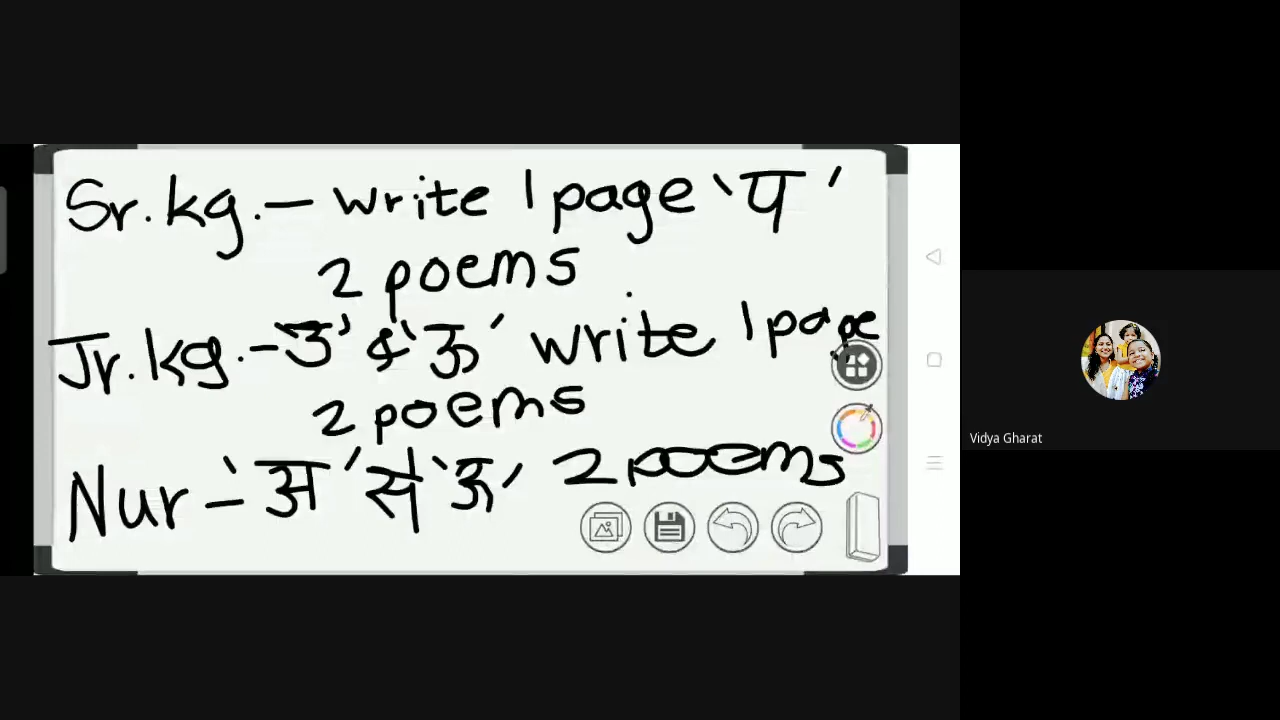 Sr. kg. – write 1 page 'प'
2 poems
Jr. kg. – 'उ' & 'ऊ' write 1 page
2 poems
Nur – 'अ' से 'ऊ' 2 poems
Vidya Gharat